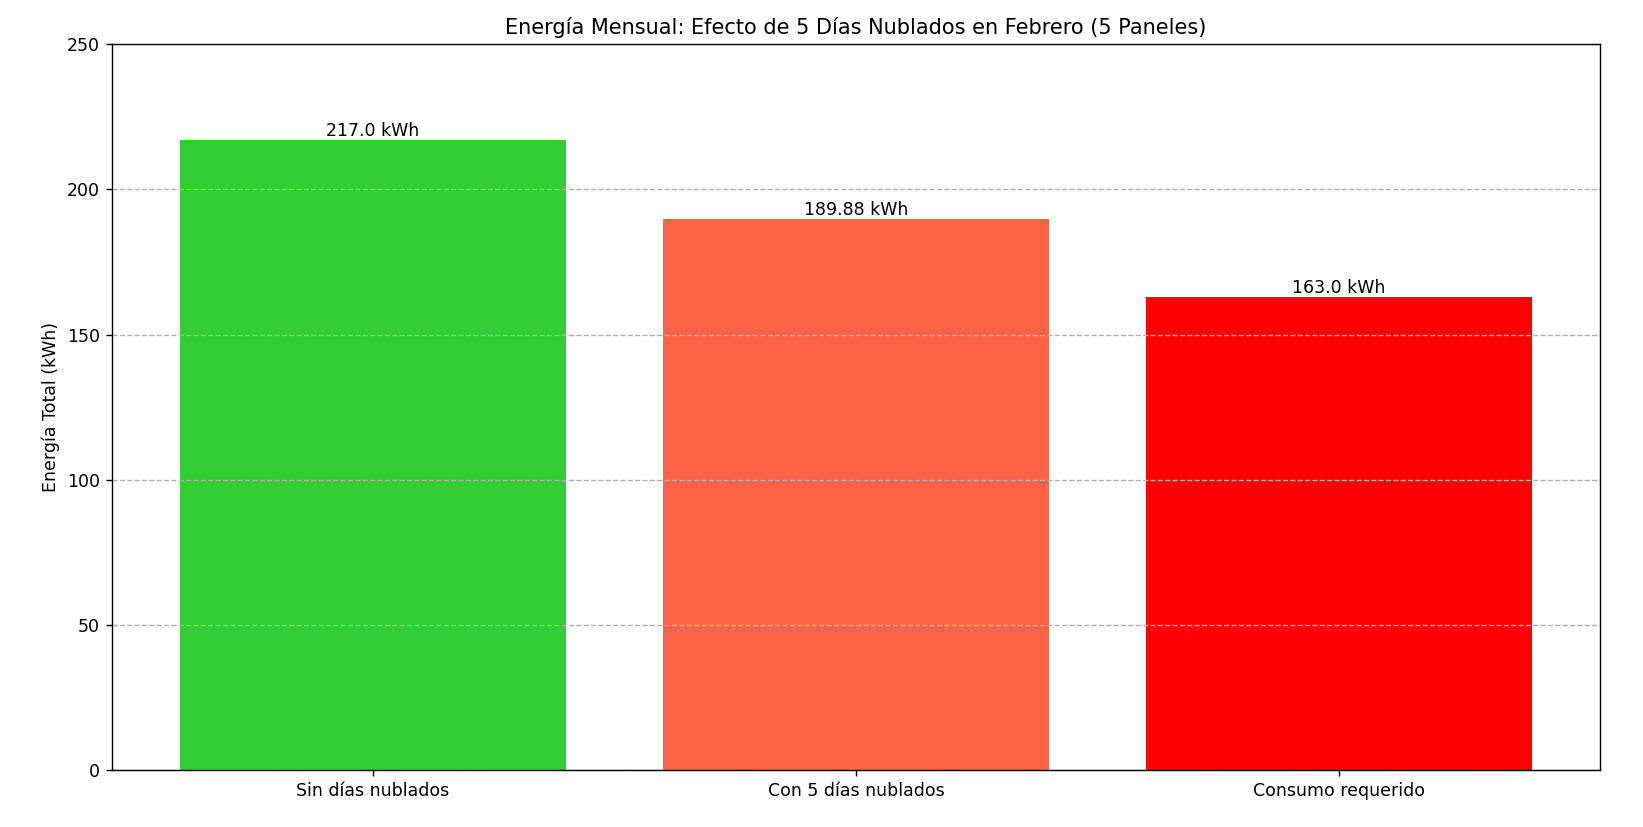 Energía Mensual: Efecto de 5 Días Nublados en Febrero (5 Paneles)
250
217.0 kWh
200
189.88 kWh
163.0 kWh
150
Energía Total (kWh)
100
50
0
Sin días nublados
Con 5 días nublados
Consumo requerido